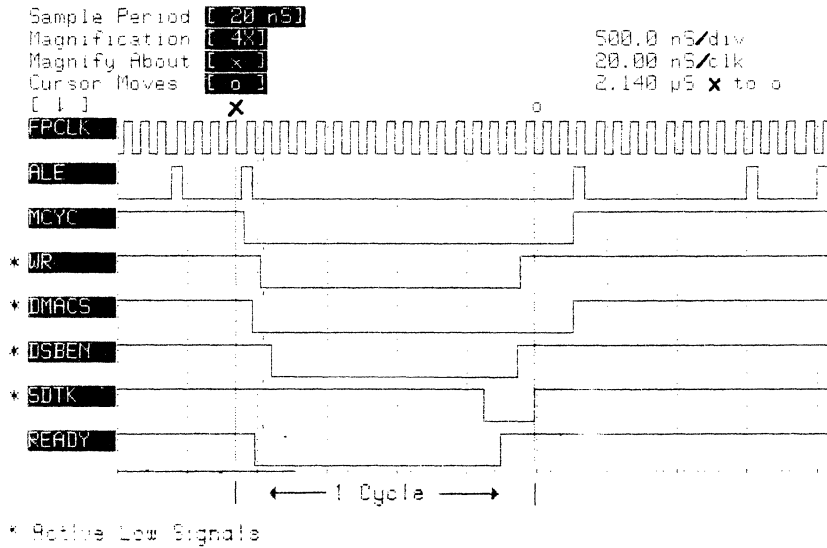 Sample Period [ 20 nS]
Magnification [ 4X]
500.0 nS/div
Magnify About [ x ]
20.00 nS/clk
Cursor Moves [ o ]
2.140 µS x to o
[ ↓ ]
x
o
FPCLK
ALE
MCYC
* WR
* DMACS
* DSBEN
* SDTK
READY
| ← 1 Cycle → |
* Active Low Signals